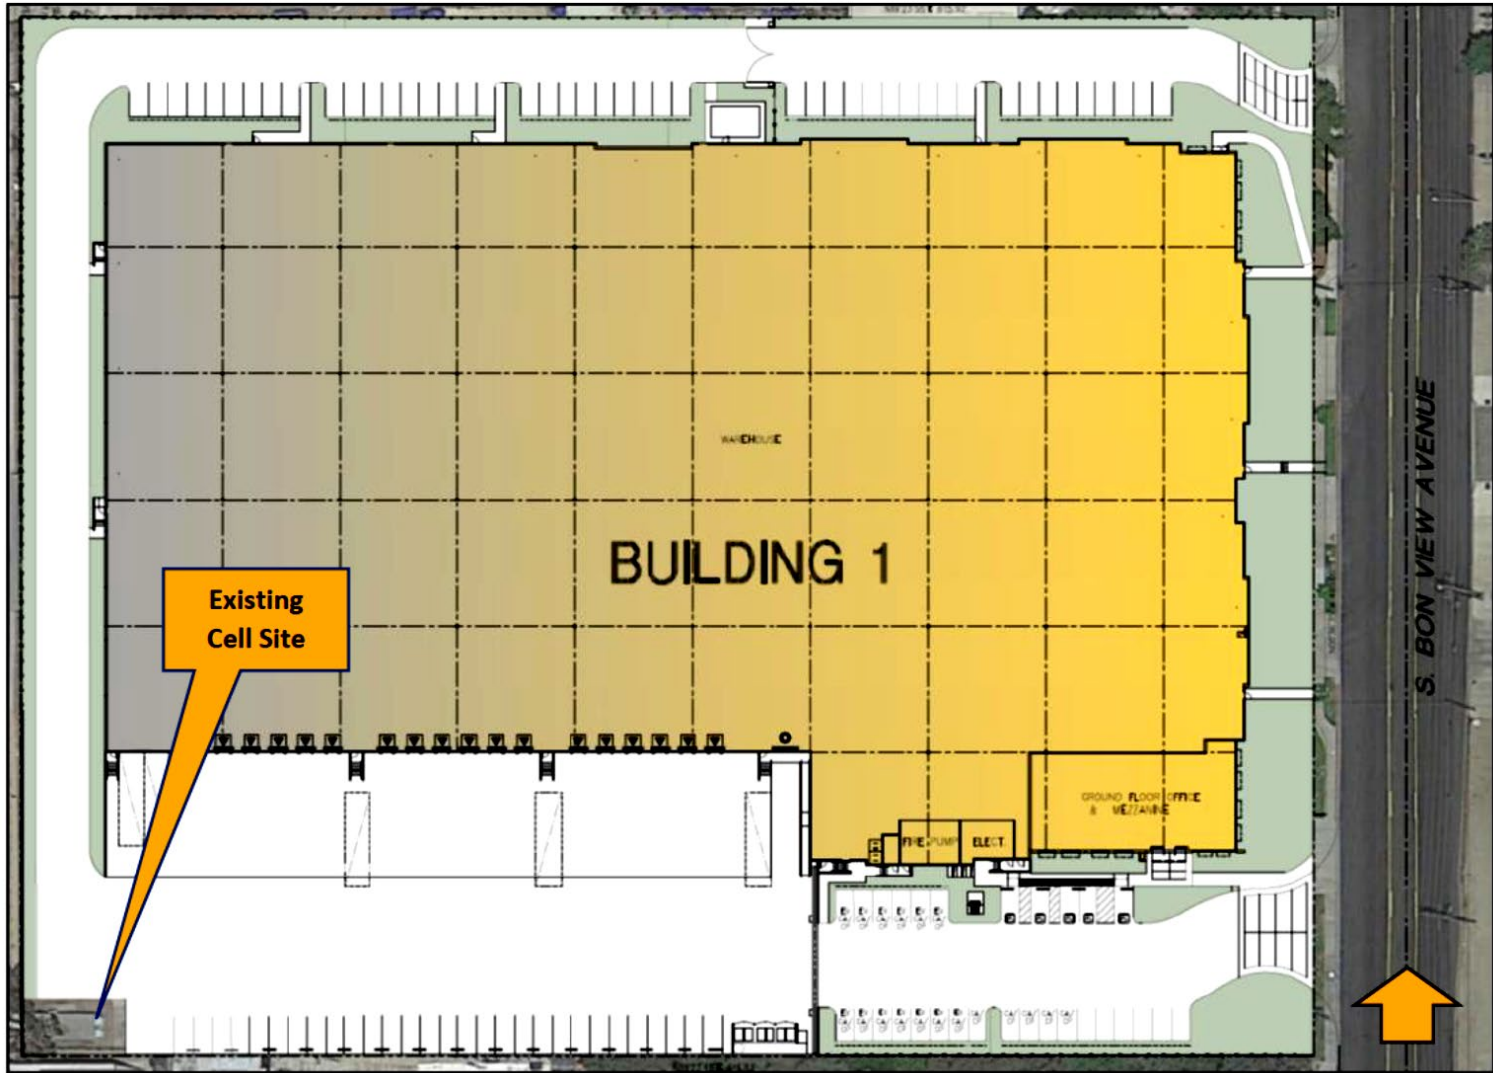 WAREHOUSE
BUILDING 1
Existing
Cell Site
S. BON VIEW AVENUE
GROUND FLOOR OFFICE
& MEZZANINE
FIRE PUMP
ELECT.